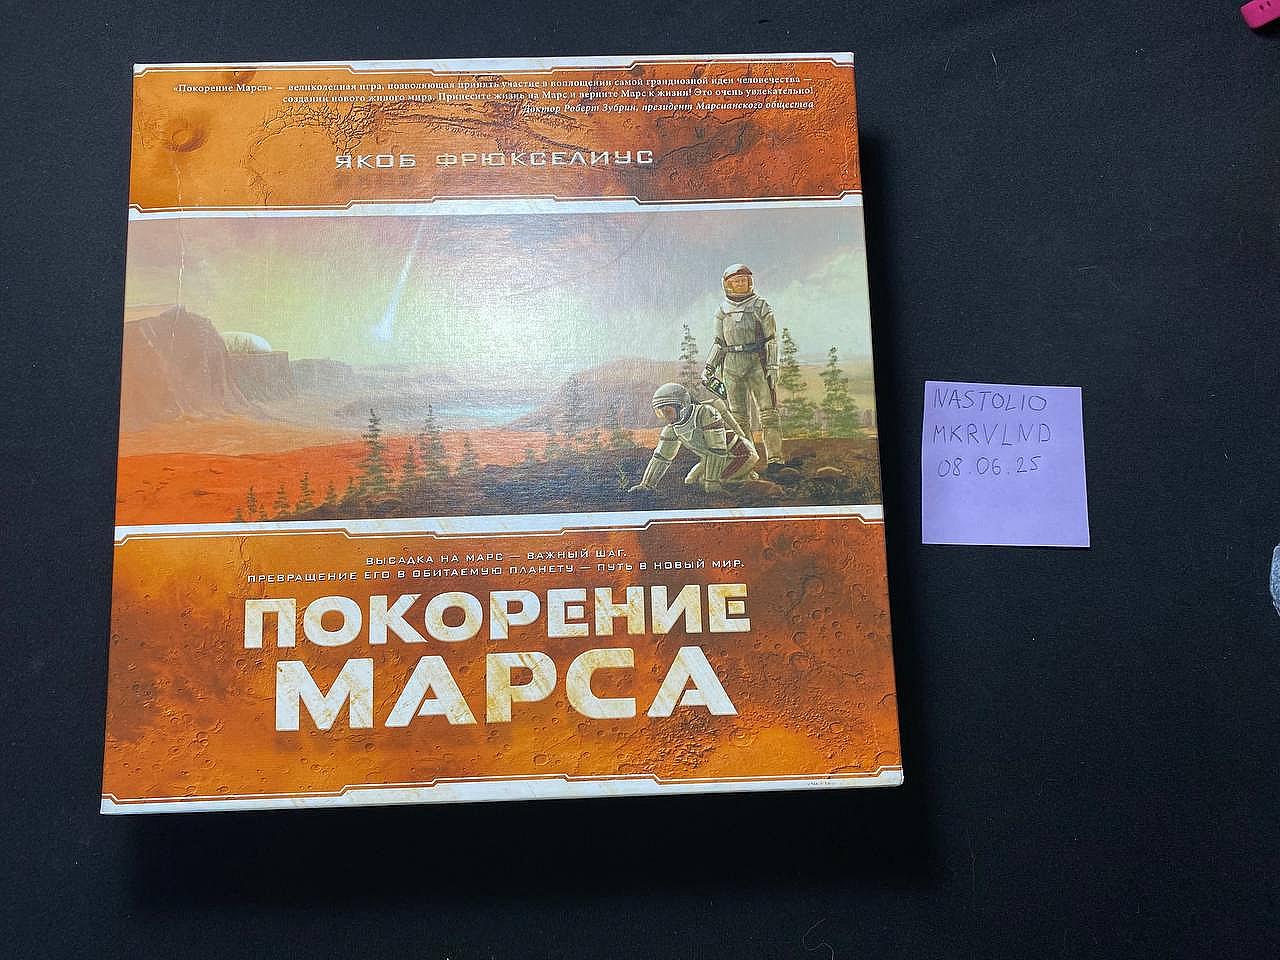 «Покорение Марса» — великолепная игра, позволяющая принять участие в воплощении самой грандиозной идеи человечества —
создании нового живого мира. Принесите жизнь на Марс и верните Марс к жизни! Это очень увлекательно!
Доктор Роберт Зубрин, президент Марсианского общества
ЯКОБ ФРЮКСЕЛИУС
ВЫСАДКА НА МАРС — ВАЖНЫЙ ШАГ.
ПРЕВРАЩЕНИЕ ЕГО В ОБИТАЕМУЮ ПЛАНЕТУ — ПУТЬ В НОВЫЙ МИР.
ПОКОРЕНИЕ
МАРСА
NASTOLIO
MKRVLND
08.06.25